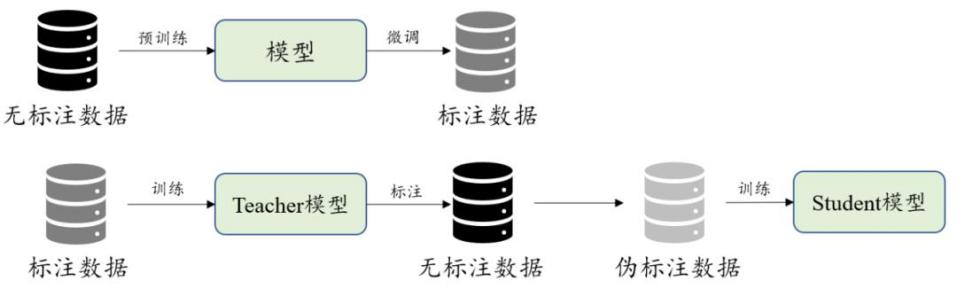 预训练
模型
微调
无标注数据
标注数据
训练
Teacher模型
标注
训练
Student模型
标注数据
无标注数据
伪标注数据